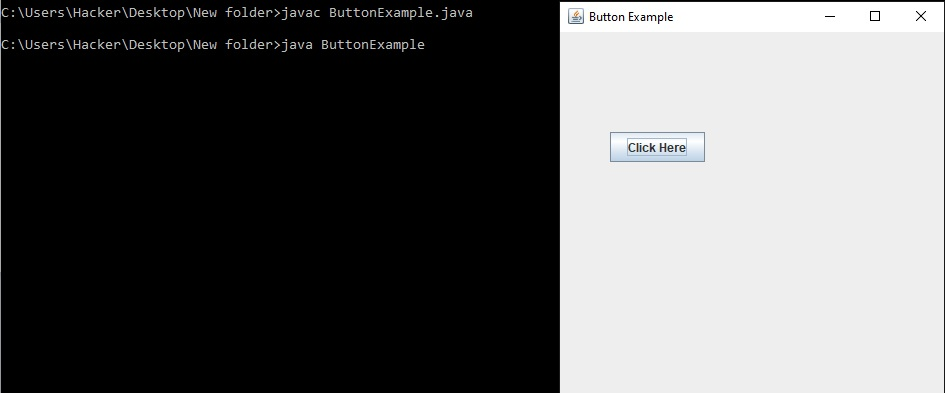 C:\Users\Hacker\Desktop\New folder>javac ButtonExample.java
C:\Users\Hacker\Desktop\New folder>java ButtonExample
Button Example
Click Here